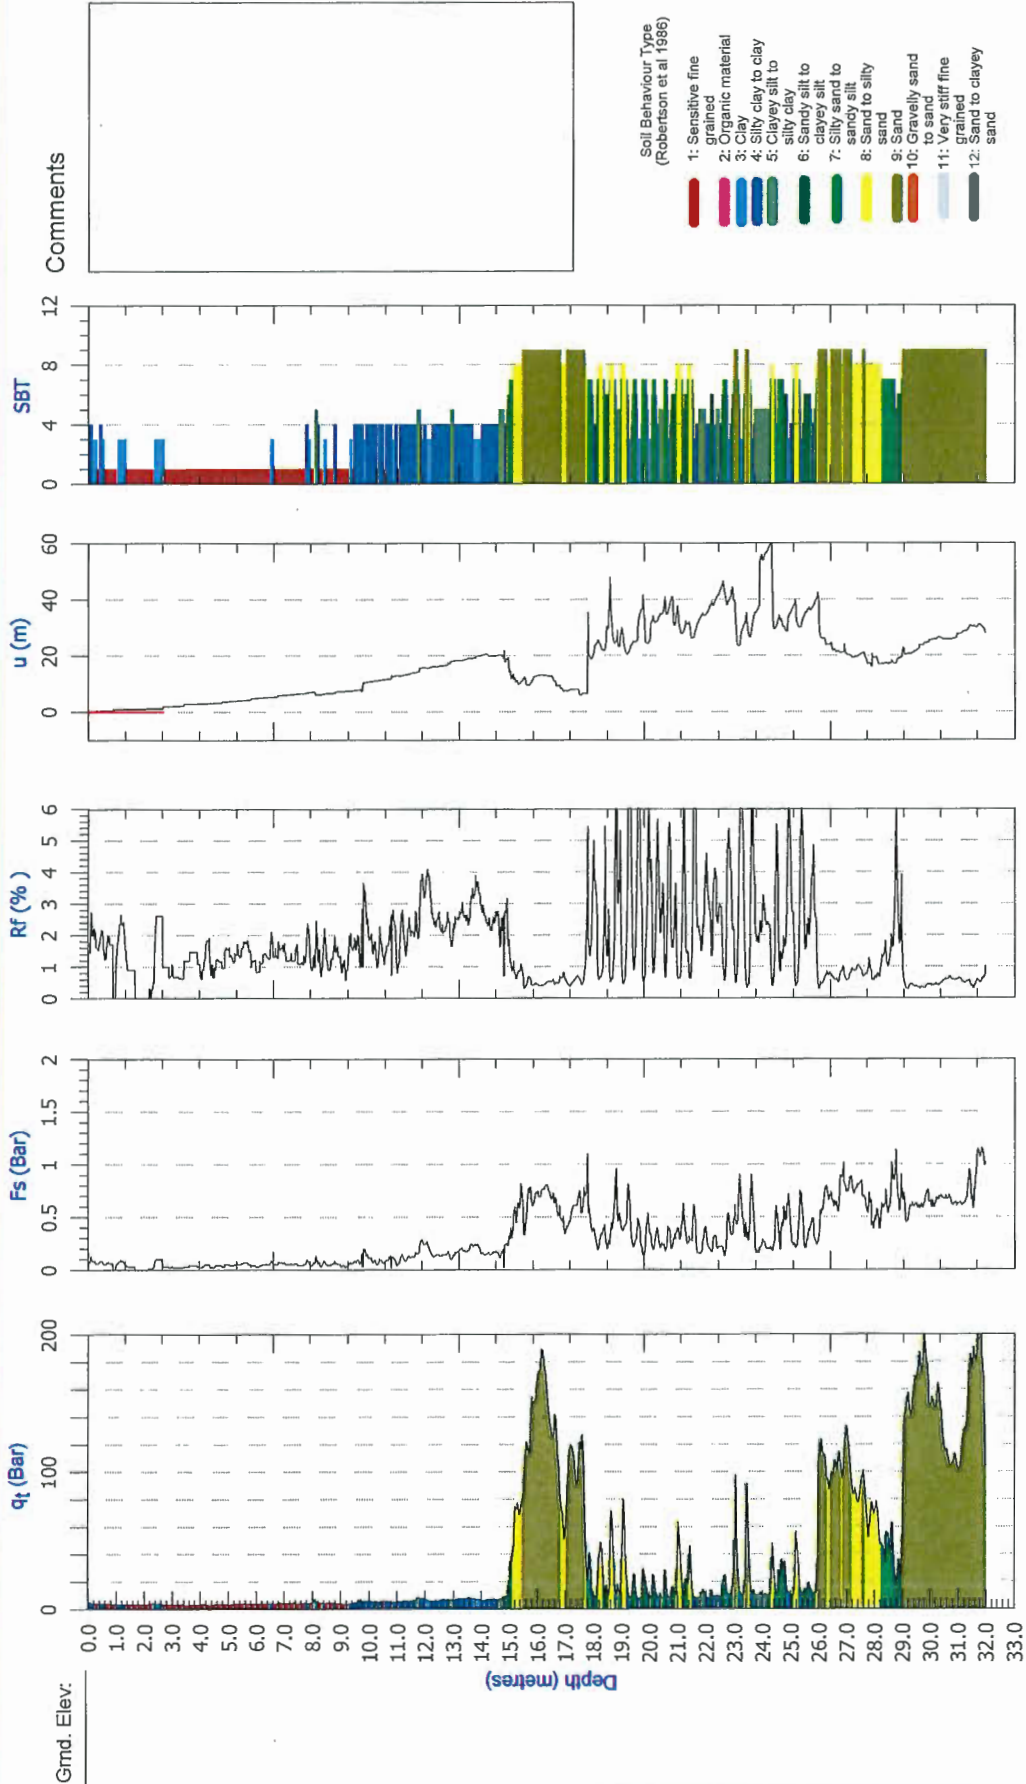 Grnd. Elev:
qt (Bar)
Fs (Bar)
Rf (% )
u (m)
SBT
Comments
0
100
200
0
0.5
1
1.5
2
0
1
2
3
4
5
6
0
20
40
60
0
4
8
12
0.0
1.0
2.0
3.0
4.0
5.0
6.0
7.0
8.0
9.0
10.0
11.0
12.0
13.0
14.0
15.0
16.0
17.0
18.0
19.0
20.0
21.0
22.0
23.0
24.0
25.0
26.0
27.0
28.0
29.0
30.0
31.0
32.0
33.0
Depth (metres)
Soil Behaviour Type
(Robertson et al 1986)
1: Sensitive fine
grained
2: Organic material
3: Clay
4: Silty clay to clay
5: Clayey silt to
silty clay
6: Sandy silt to
clayey silt
7: Silty sand to
sandy silt
8: Sand to silty
sand
9: Sand
10: Gravelly sand
to sand
11: Very stiff fine
grained
12: Sand to clayey
sand